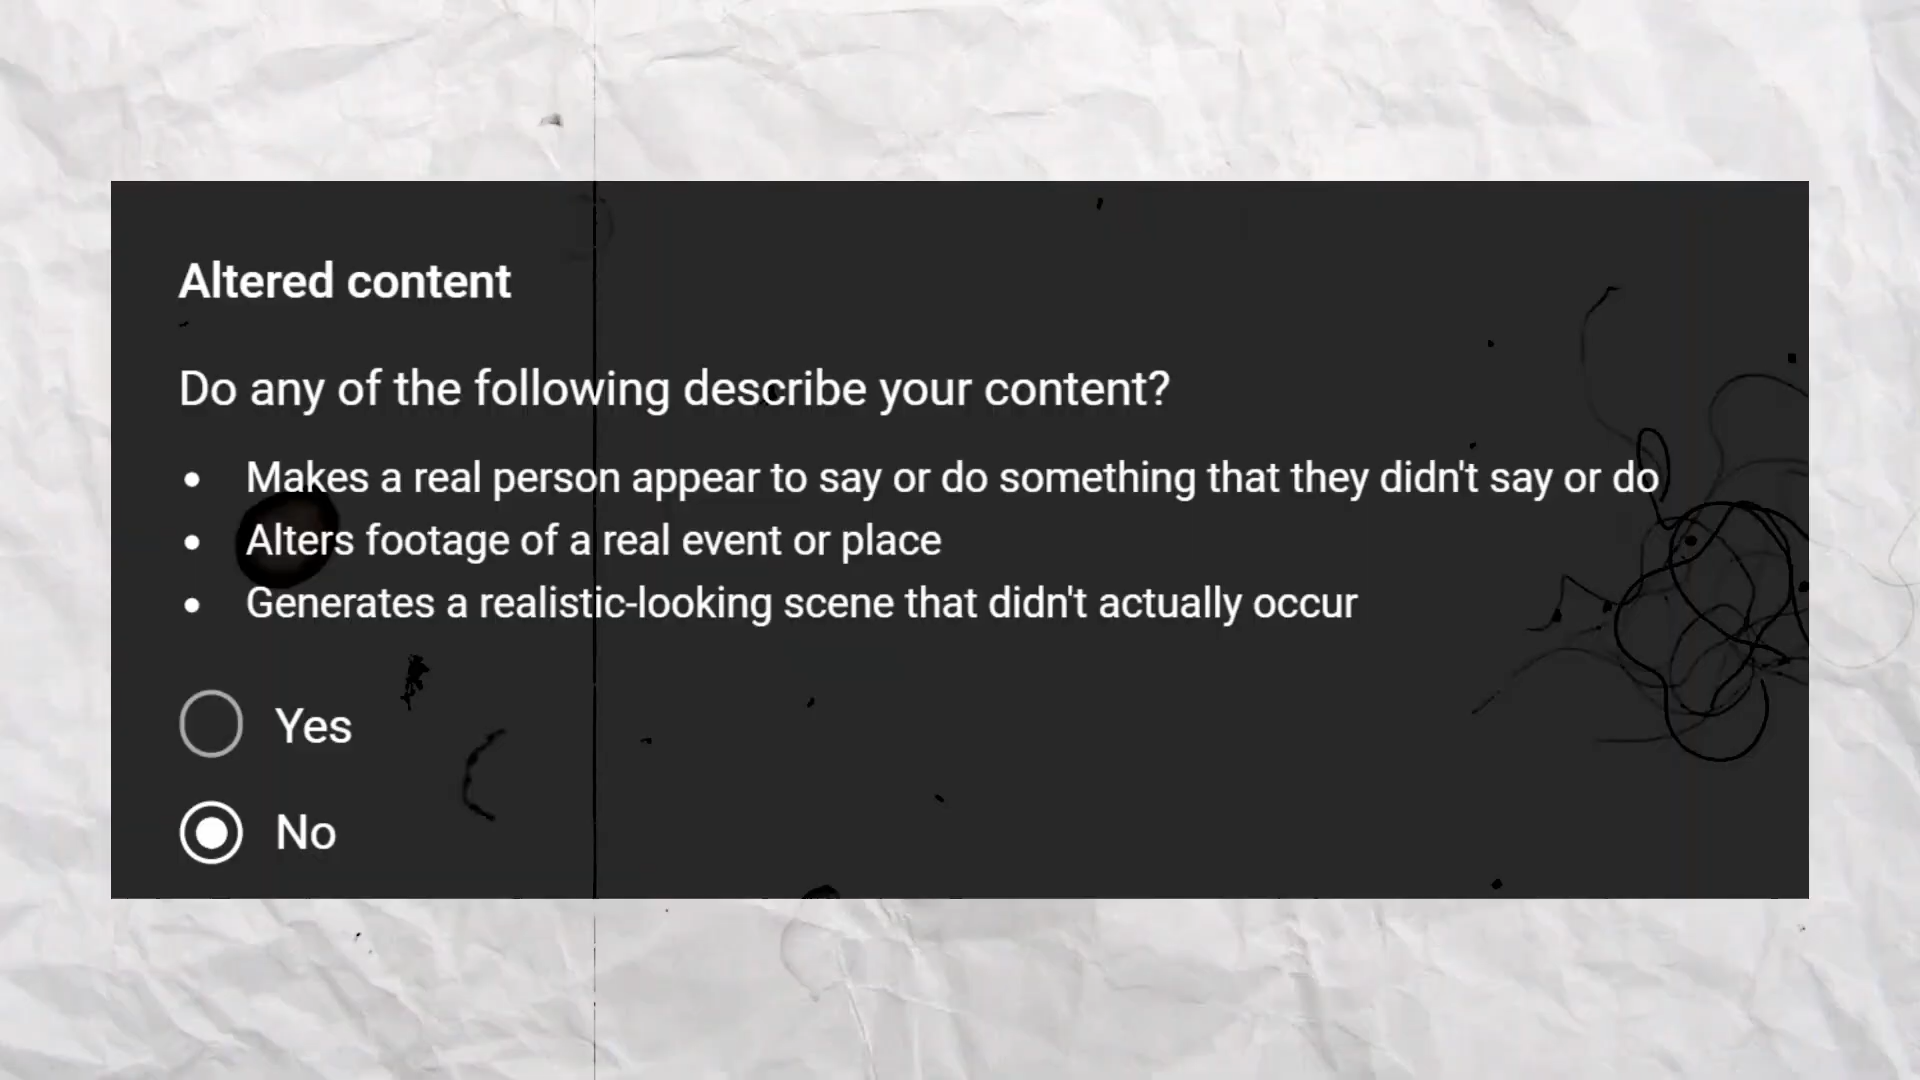 Altered content
Do any of the following describe your content?
• Makes a real person appear to say or do something that they didn't say or do
• Alters footage of a real event or place
• Generates a realistic-looking scene that didn't actually occur
Yes
No